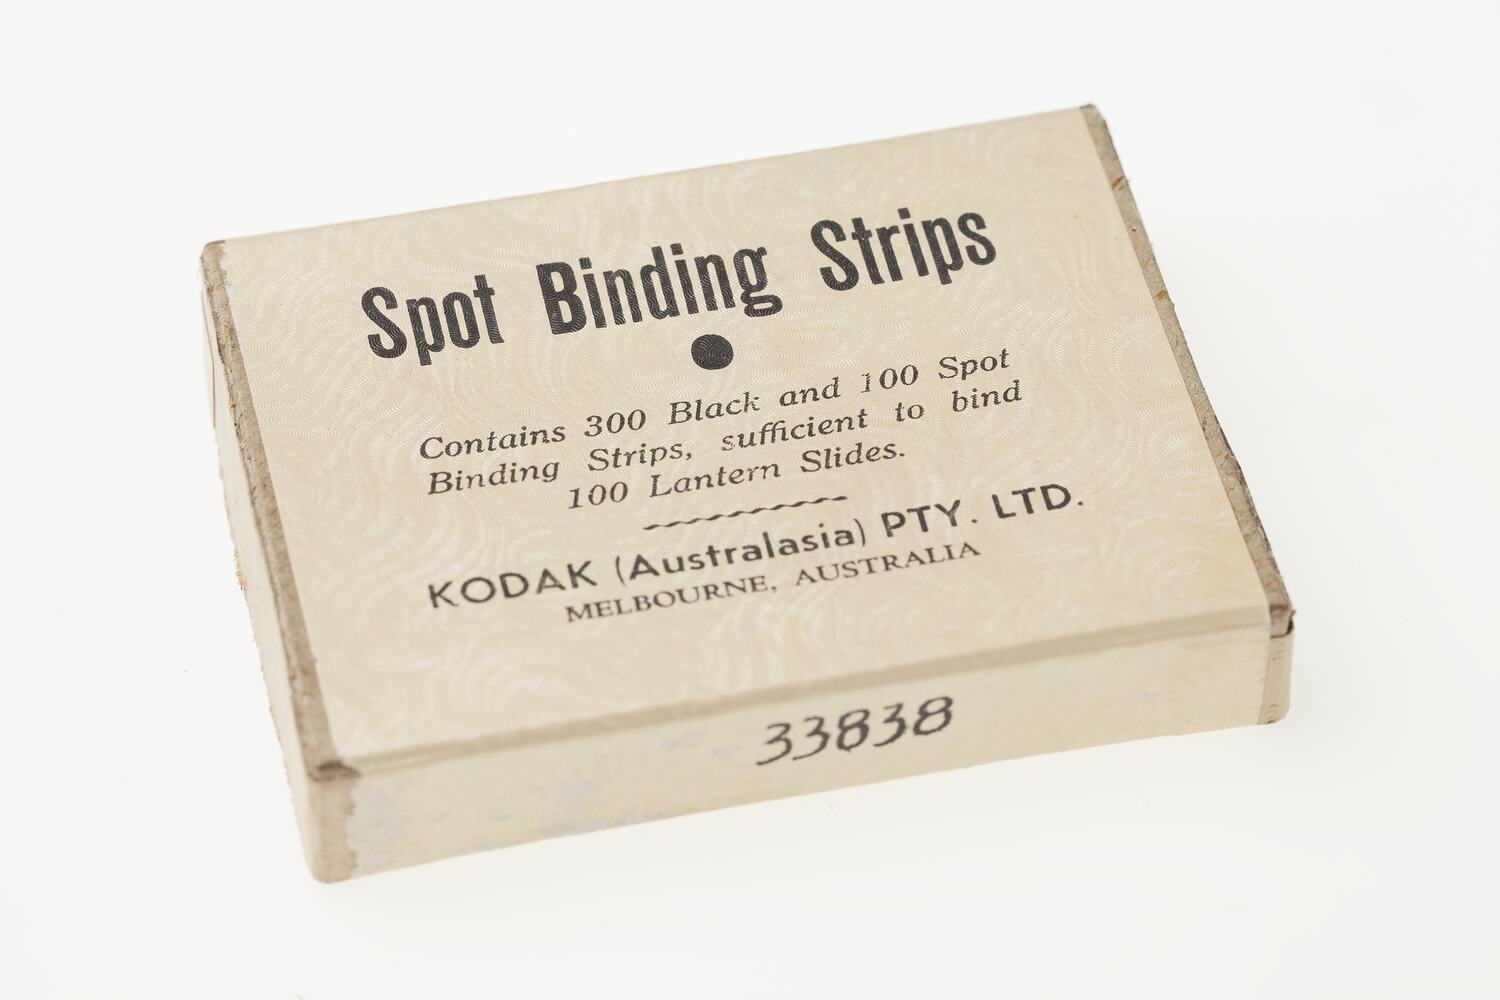 Spot Binding Strips
Contains 300 Black and 100 Spot
Binding Strips, sufficient to bind
100 Lantern Slides.
KODAK (Australasia) PTY. LTD.
MELBOURNE, AUSTRALIA
33838